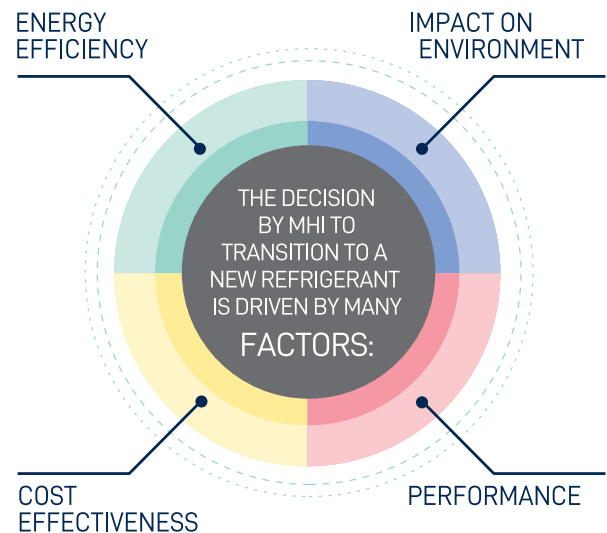 ENERGY
EFFICIENCY
IMPACT ON
ENVIRONMENT
THE DECISION
BY MHI TO
TRANSITION TO A
NEW REFRIGERANT
IS DRIVEN BY MANY
FACTORS:
COST
EFFECTIVENESS
PERFORMANCE